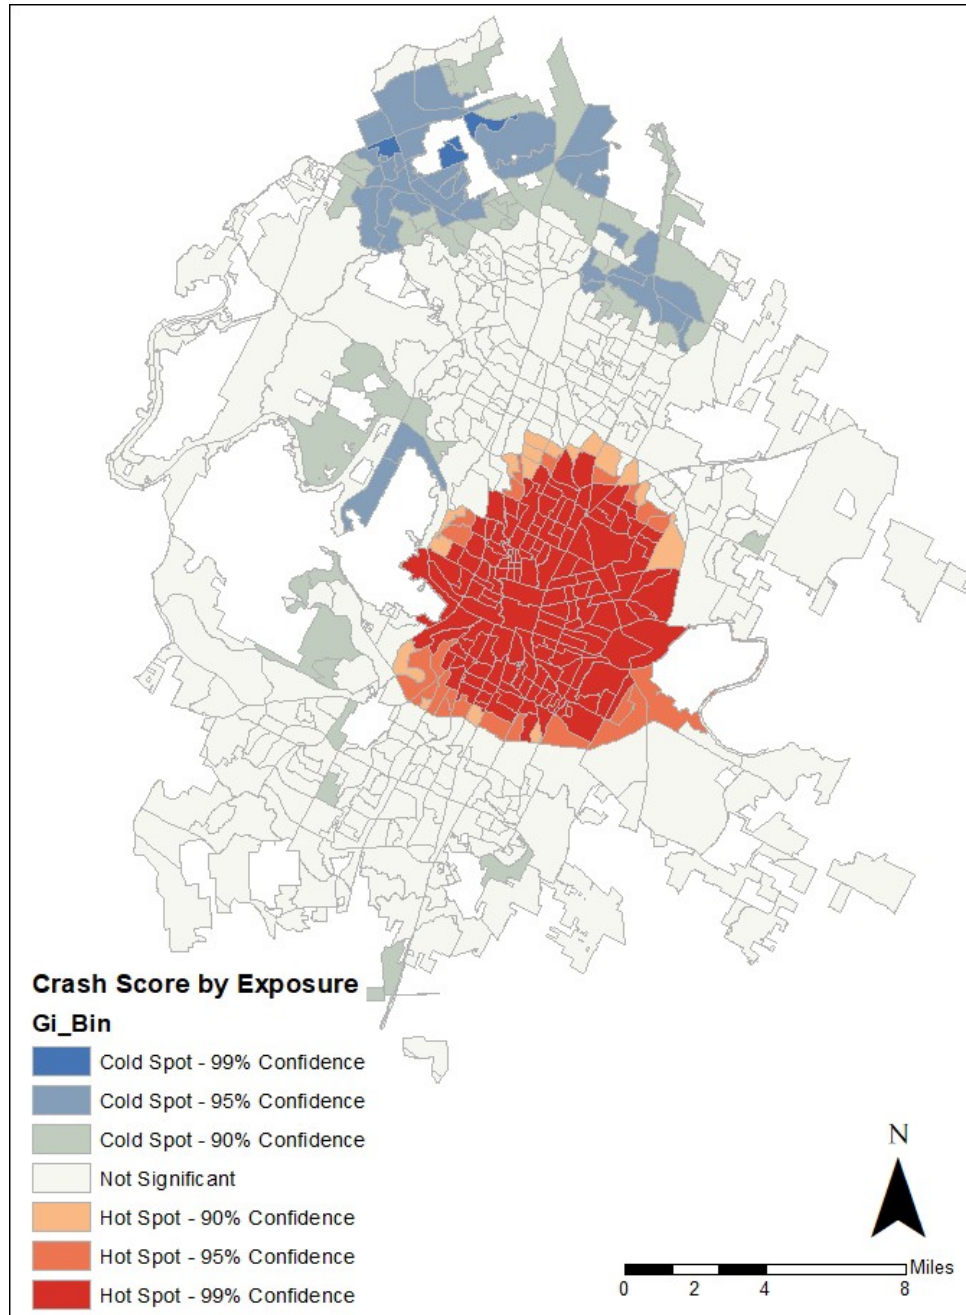 Crash Score by Exposure
Gi_Bin
Cold Spot - 99% Confidence
Cold Spot - 95% Confidence
Cold Spot - 90% Confidence
Not Significant
Hot Spot - 90% Confidence
Hot Spot - 95% Confidence
Hot Spot - 99% Confidence
N
Miles
0 2 4 8